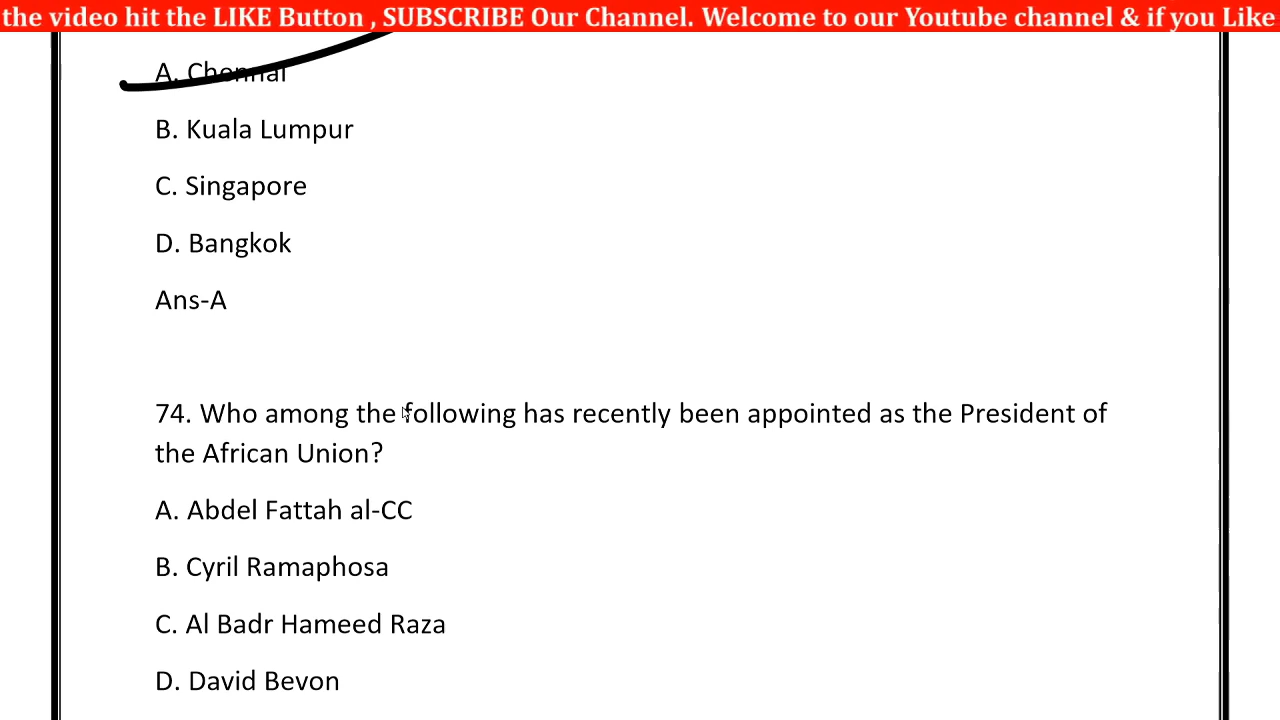 the video hit the LIKE Button , SUBSCRIBE Our Channel. Welcome to our Youtube channel & if you Like
A. Chennai
B. Kuala Lumpur
C. Singapore
D. Bangkok
Ans-A
74. Who among the following has recently been appointed as the President of
the African Union?
A. Abdel Fattah al-CC
B. Cyril Ramaphosa
C. Al Badr Hameed Raza
D. David Bevon